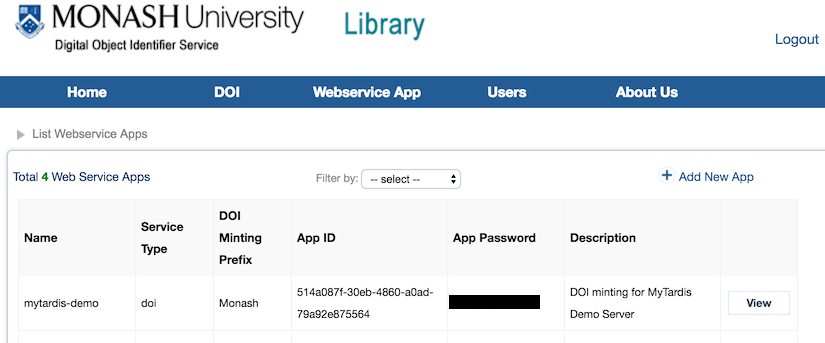 MONASH University
Library
Digital Object Identifier Service
Logout
Home DOI Webservice App Users About Us
List Webservice Apps
Total 4 Web Service Apps Filter by: -- select -- + Add New App
Name Service Type DOI Minting Prefix App ID App Password Description
mytardis-demo doi Monash 514a087f-30eb-4860-a0ad-79a92e875564 DOI minting for MyTardis Demo Server View